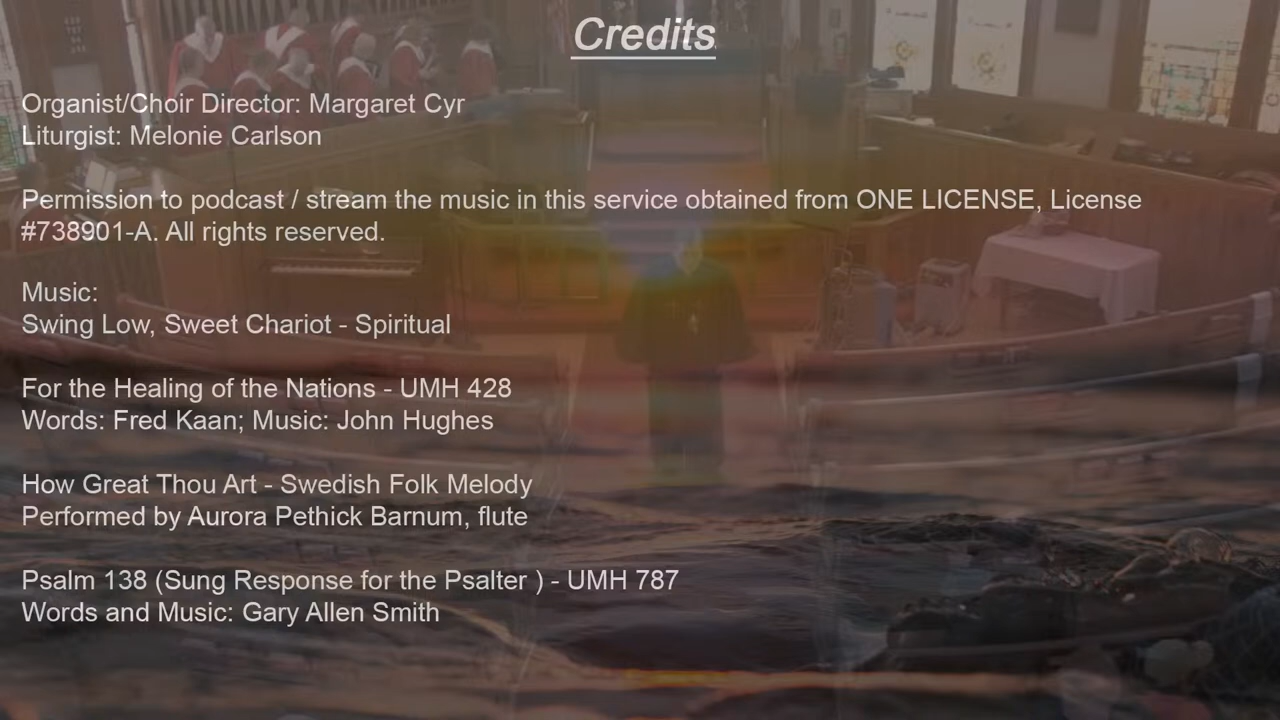 Credits
Organist/Choir Director: Margaret Cyr
Liturgist: Melonie Carlson
Permission to podcast / stream the music in this service obtained from ONE LICENSE, License
#738901-A. All rights reserved.
Music:
Swing Low, Sweet Chariot - Spiritual
For the Healing of the Nations - UMH 428
Words: Fred Kaan; Music: John Hughes
How Great Thou Art - Swedish Folk Melody
Performed by Aurora Pethick Barnum, flute
Psalm 138 (Sung Response for the Psalter ) - UMH 787
Words and Music: Gary Allen Smith